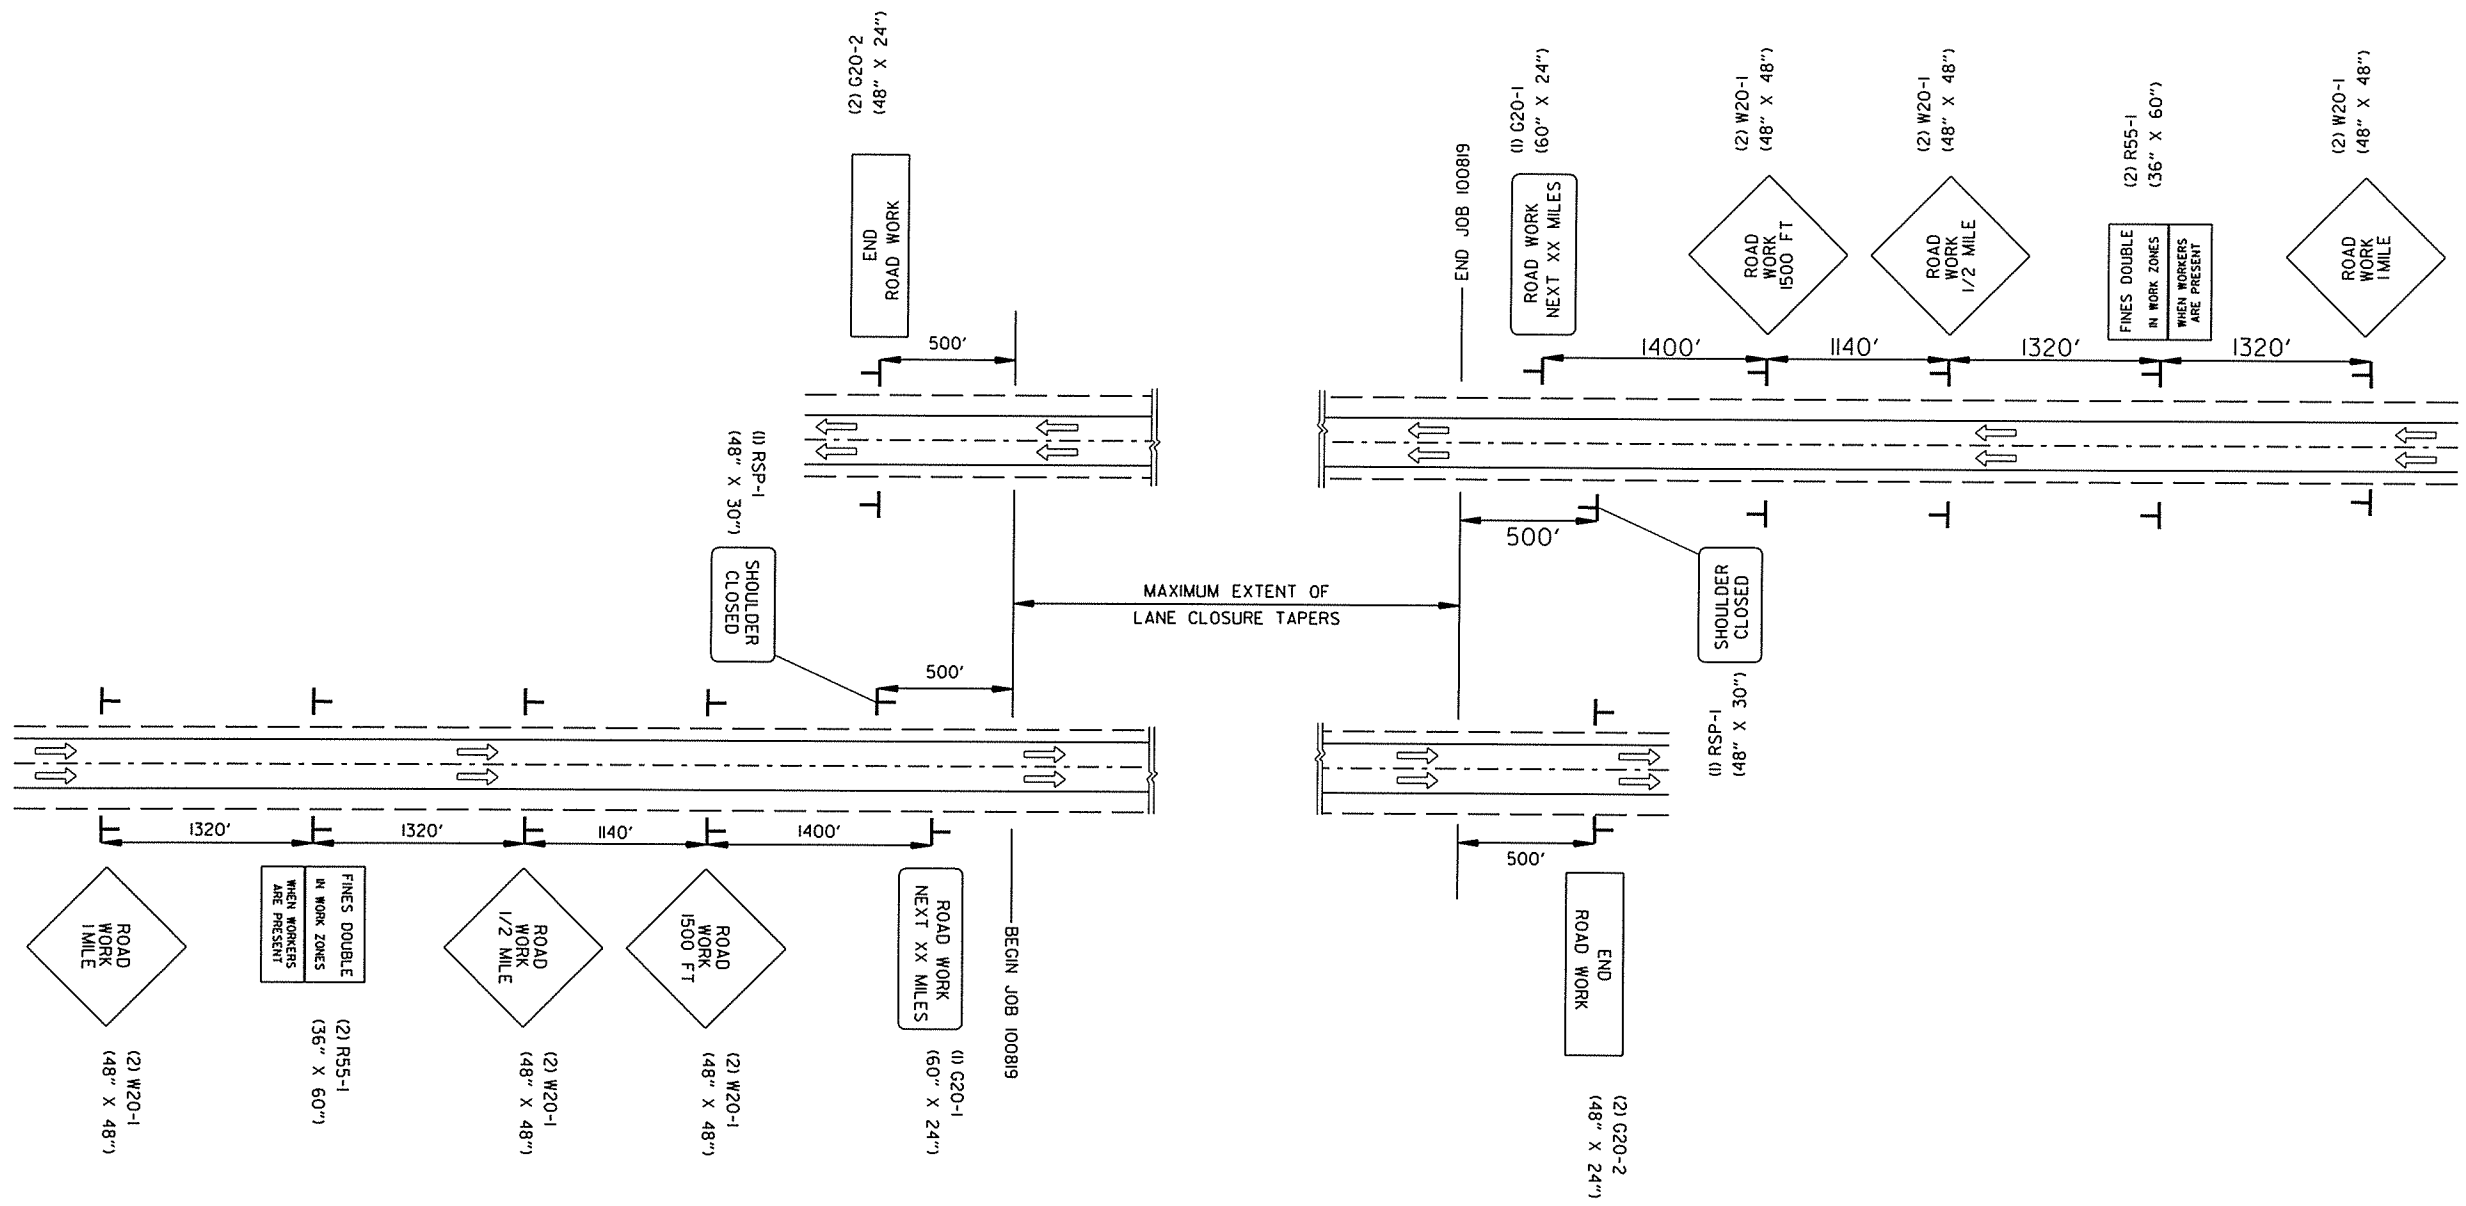 (2) G20-2
(48" X 24")
END
ROAD WORK
500'
END JOB 100819
(1) G20-1
(60" X 24")
ROAD WORK
NEXT XX MILES
(2) W20-1
(48" X 48")
ROAD
WORK
1500 FT
(2) W20-1
(48" X 48")
ROAD
WORK
1/2 MILE
(2) R55-1
(36" X 60")
FINES DOUBLE
IN WORK ZONES
WHEN WORKERS
ARE PRESENT
(2) W20-1
(48" X 48")
ROAD
WORK
1 MILE
1400'
1140'
1320'
1320'
(1) RSP-1
(48" X 30")
SHOULDER
CLOSED
500'
MAXIMUM EXTENT OF
LANE CLOSURE TAPERS
500'
SHOULDER
CLOSED
(1) RSP-1
(48" X 30")
1320'
1320'
1140'
1400'
500'
ROAD
WORK
1 MILE
(2) W20-1
(48" X 48")
FINES DOUBLE
IN WORK ZONES
WHEN WORKERS
ARE PRESENT
(2) R55-1
(36" X 60")
ROAD
WORK
1/2 MILE
(2) W20-1
(48" X 48")
ROAD
WORK
1500 FT
(2) W20-1
(48" X 48")
ROAD WORK
NEXT XX MILES
(1) G20-1
(60" X 24")
BEGIN JOB 100819
END
ROAD WORK
(2) G20-2
(48" X 24")